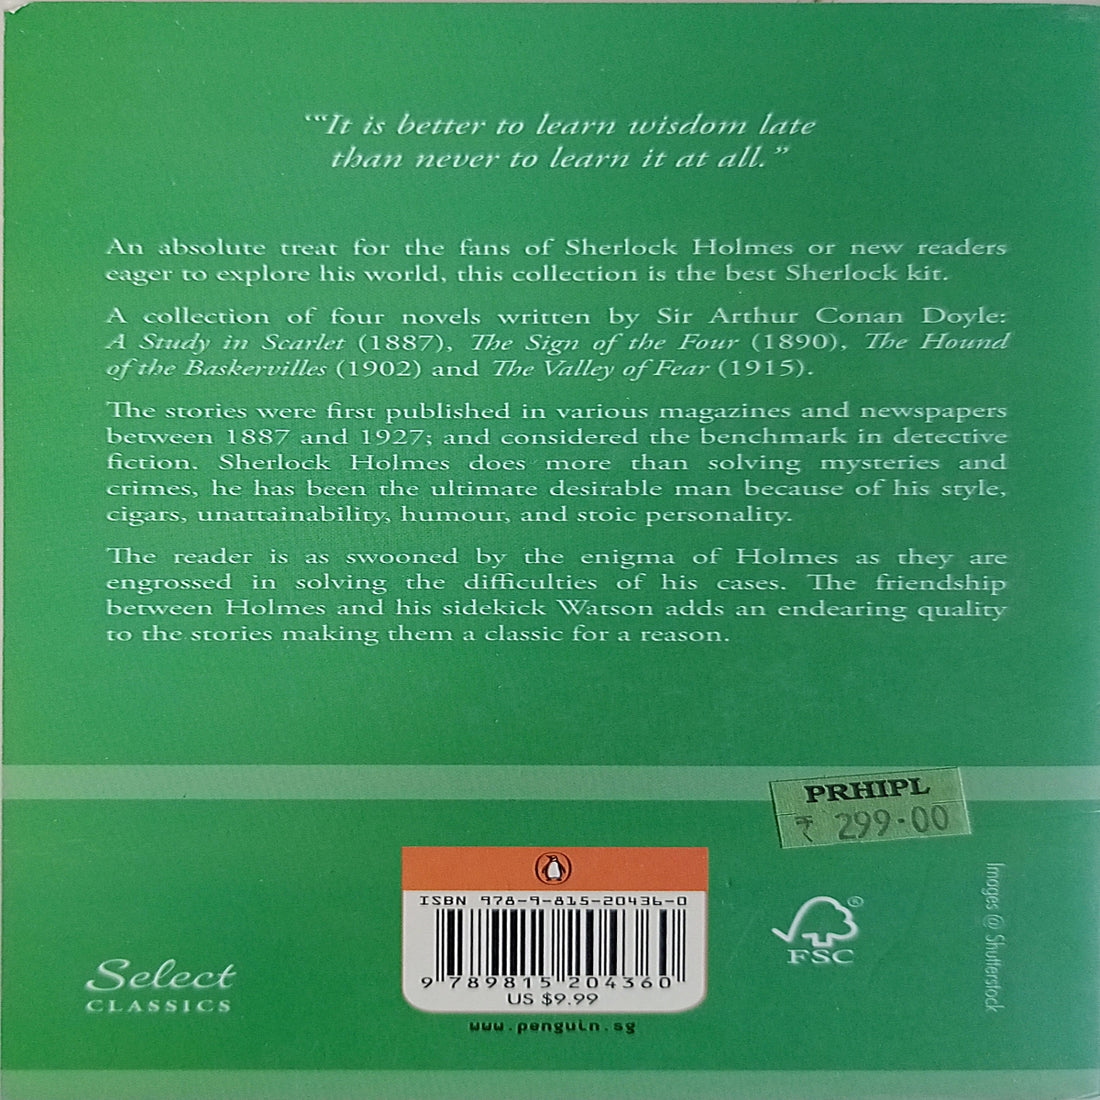 ‘“It is better to learn wisdom late
than never to learn it at all.”
An absolute treat for the fans of Sherlock Holmes or new readers
eager to explore his world, this collection is the best Sherlock kit.
A collection of four novels written by Sir Arthur Conan Doyle:
A Study in Scarlet (1887), The Sign of the Four (1890), The Hound
of the Baskervilles (1902) and The Valley of Fear (1915).
The stories were first published in various magazines and newspapers
between 1887 and 1927; and considered the benchmark in detective
fiction. Sherlock Holmes does more than solving mysteries and
crimes, he has been the ultimate desirable man because of his style,
cigars, unattainability, humour, and stoic personality.
The reader is as swooned by the enigma of Holmes as they are
engrossed in solving the difficulties of his cases. The friendship
between Holmes and his sidekick Watson adds an endearing quality
to the stories making them a classic for a reason.
PRHIPL
₹ 299.00
ISBN 978-9-815-20436-0
9 789815 204360
US $9.99
www.penguin.sg
Select
CLASSICS
FSC
®
Images @ Shutterstock